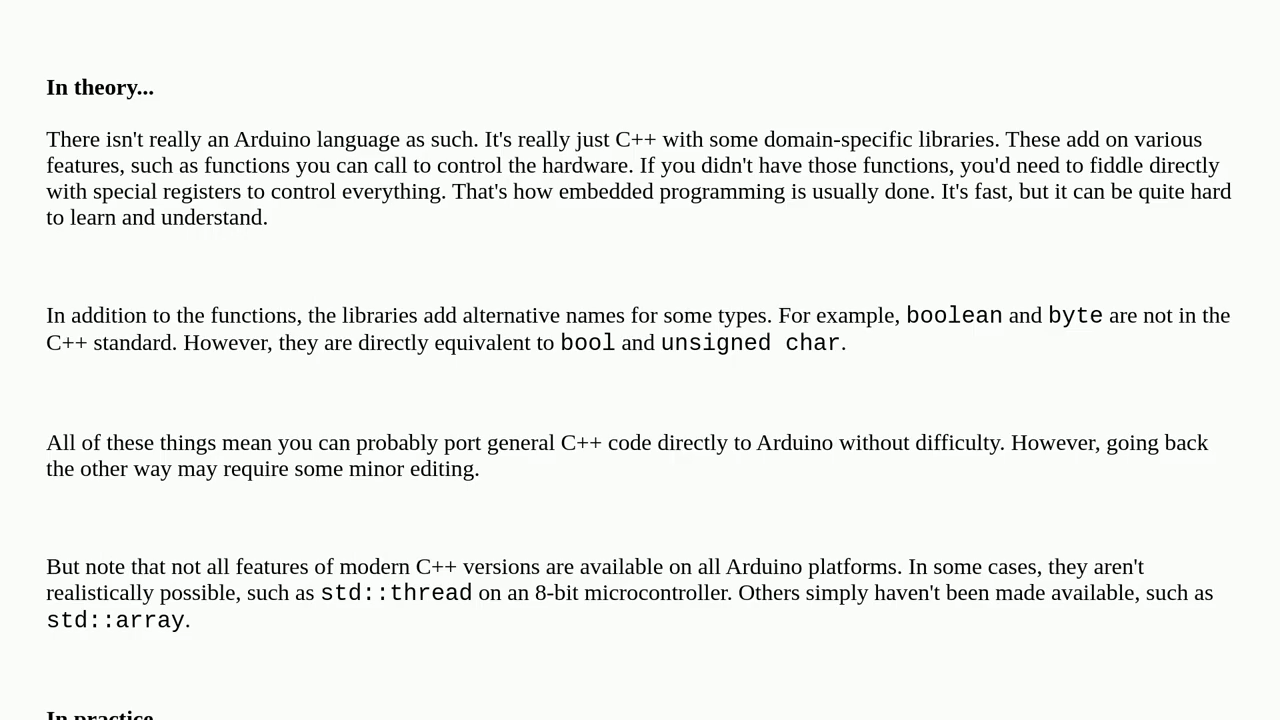 In theory...
There isn't really an Arduino language as such. It's really just C++ with some domain-specific libraries. These add on various
features, such as functions you can call to control the hardware. If you didn't have those functions, you'd need to fiddle directly
with special registers to control everything. That's how embedded programming is usually done. It's fast, but it can be quite hard
to learn and understand.
In addition to the functions, the libraries add alternative names for some types. For example, boolean and byte are not in the
C++ standard. However, they are directly equivalent to bool and unsigned char.
All of these things mean you can probably port general C++ code directly to Arduino without difficulty. However, going back
the other way may require some minor editing.
But note that not all features of modern C++ versions are available on all Arduino platforms. In some cases, they aren't
realistically possible, such as std::thread on an 8-bit microcontroller. Others simply haven't been made available, such as
std::array.
In practice